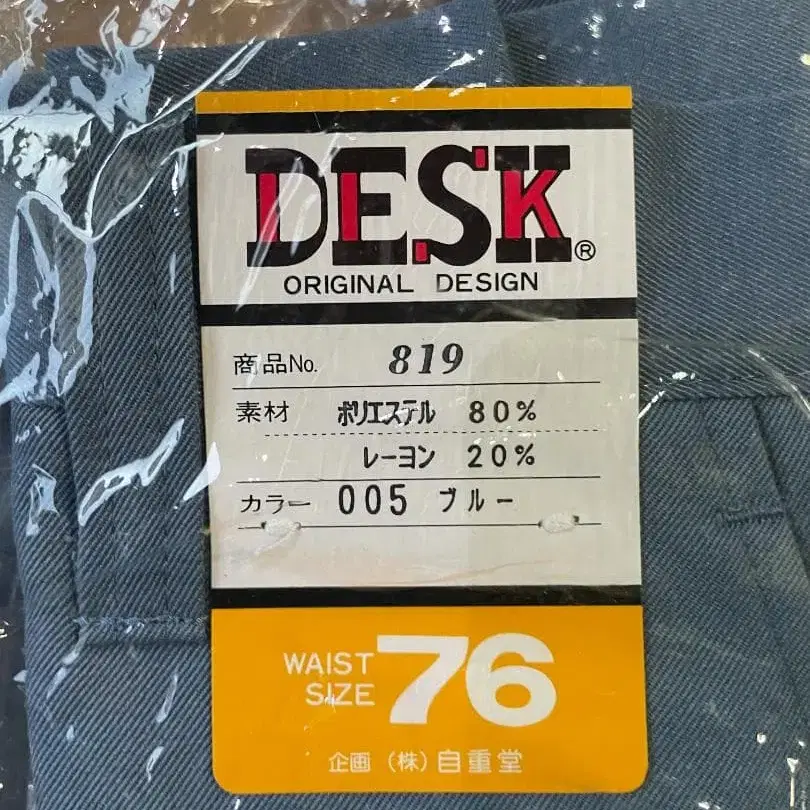 DESK®
ORIGINAL DESIGN
商品No. 819
素材 ポリエステル 80%
レーヨン 20%
カラー 005 ブルー
WAIST SIZE 76
企画 (株) 自重堂